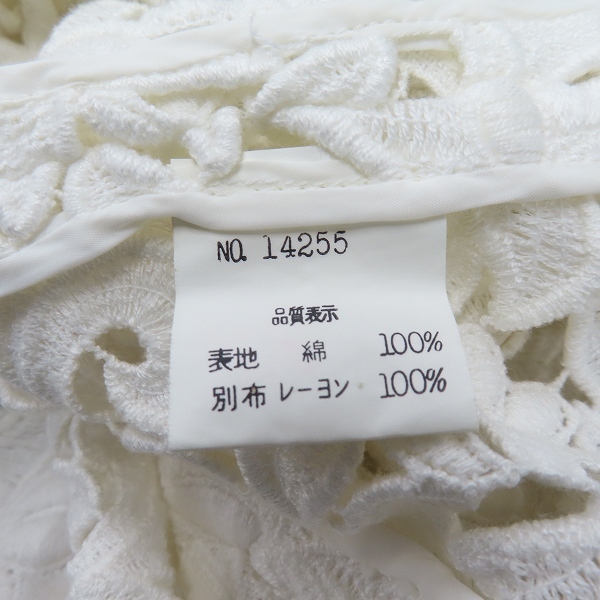 NO. 14255
品質表示
表地 綿 100%
別布 レーヨン 100%